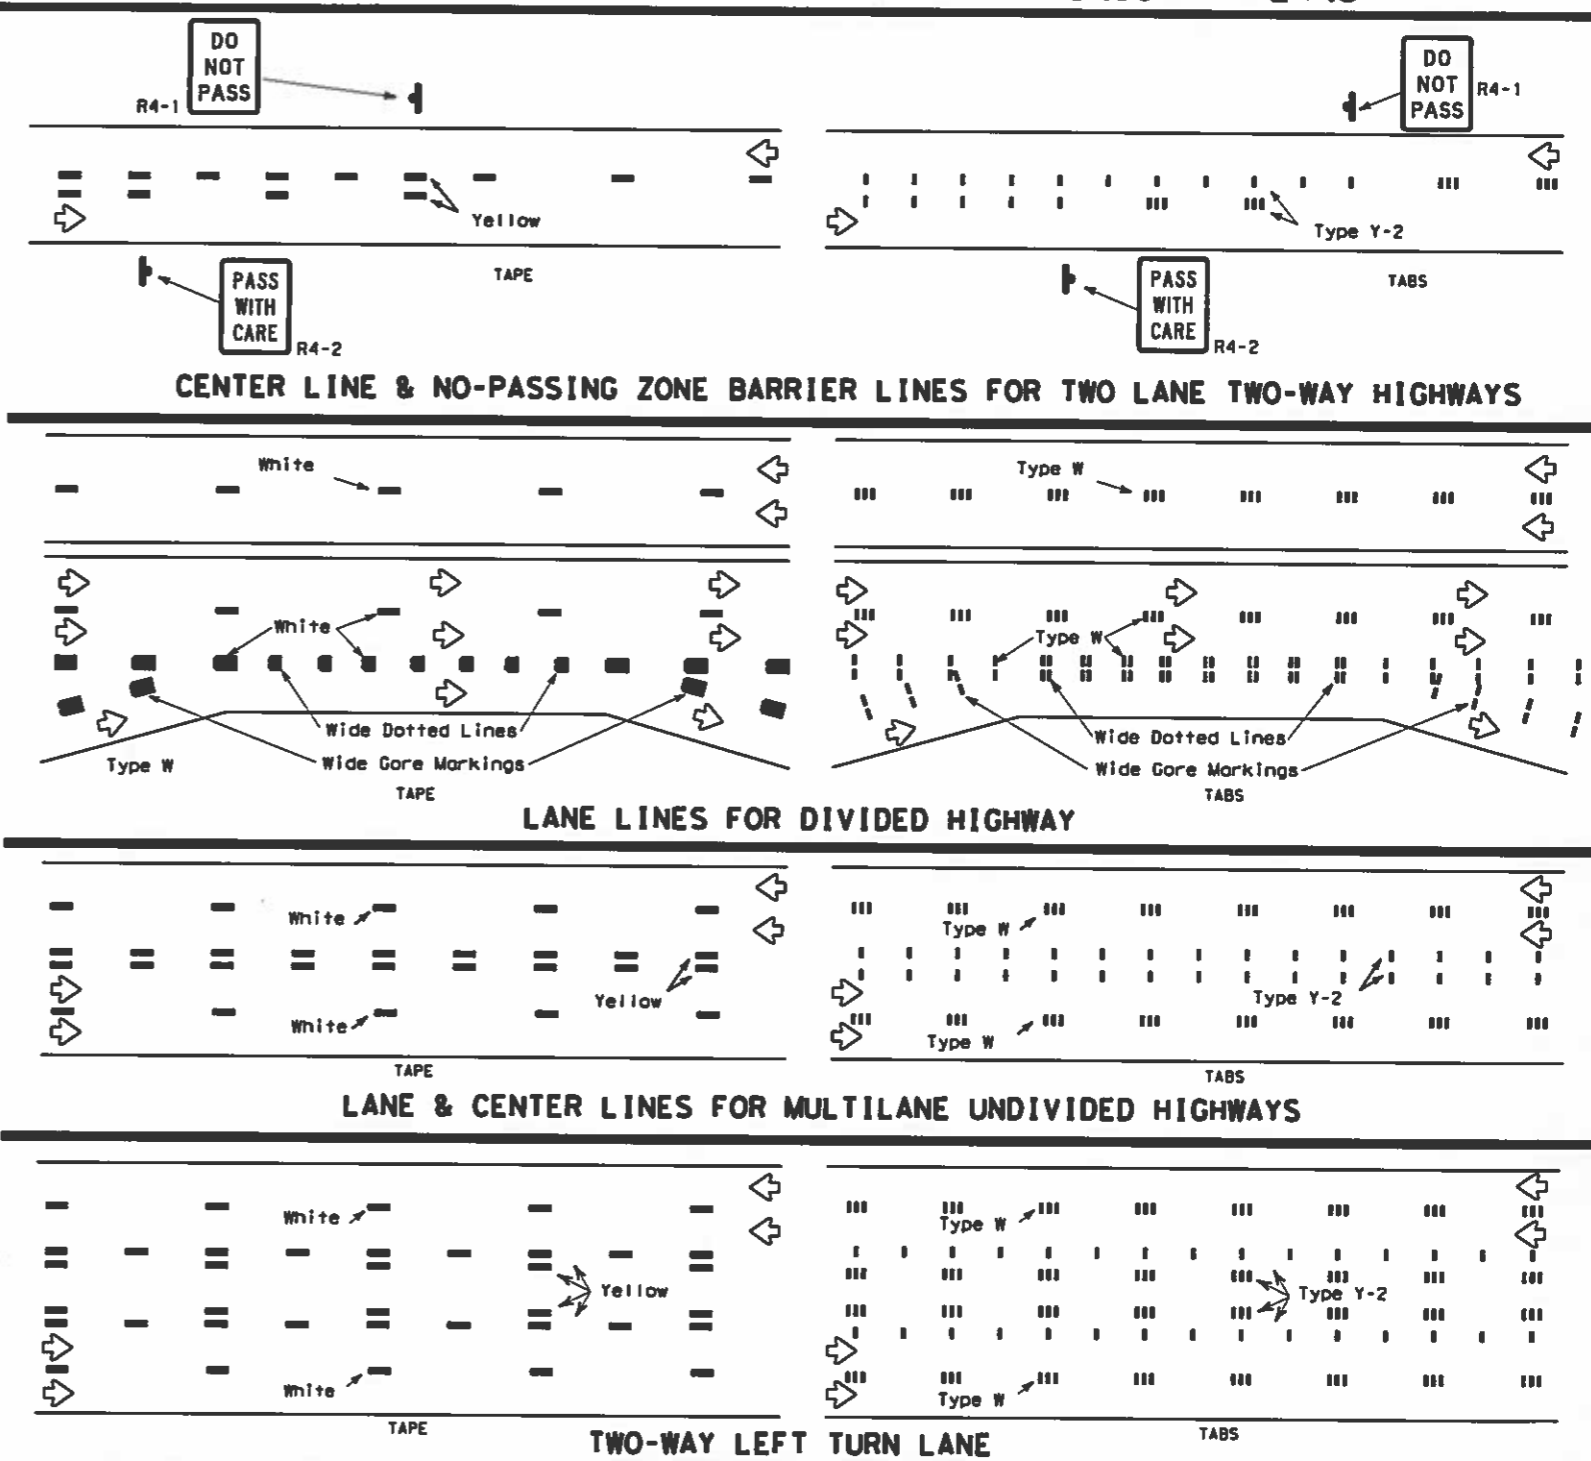 DO
NOT
PASS
R4-1
Yellow
TAPE
PASS
WITH
CARE
R4-2
DO
NOT
PASS
R4-1
Type Y-2
TABS
PASS
WITH
CARE
R4-2
CENTER LINE & NO-PASSING ZONE BARRIER LINES FOR TWO LANE TWO-WAY HIGHWAYS
White
Type W
White
Wide Dotted Lines
Type W
Wide Gore Markings
TAPE
Type W
Wide Dotted Lines
Wide Gore Markings
TABS
LANE LINES FOR DIVIDED HIGHWAY
White
Yellow
White
TAPE
Type W
Type Y-2
Type W
TABS
LANE & CENTER LINES FOR MULTILANE UNDIVIDED HIGHWAYS
White
Yellow
White
TAPE
Type W
Type Y-2
Type W
TABS
TWO-WAY LEFT TURN LANE